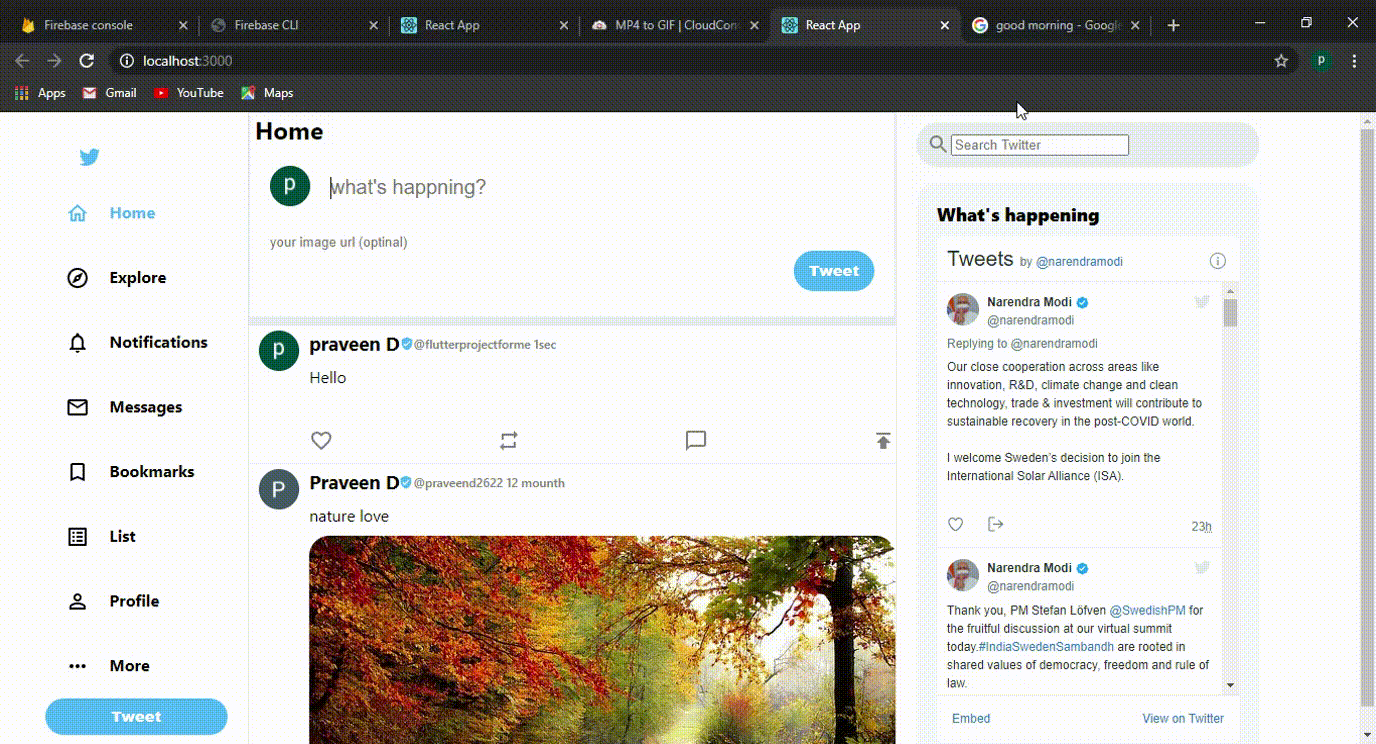 Firebase console
Firebase CLI
React App
MP4 to GIF | CloudCon
React App
good morning - Google
localhost:3000
p
Apps
Gmail
YouTube
Maps
Home
Explore
Notifications
Messages
Bookmarks
List
Profile
More
Tweet
Home
p
what's happning?
your image url (optinal)
Tweet
p
praveen D @flutterprojectforme 1sec
Hello
P
Praveen D @praveend2622 12 mounth
nature love
Search Twitter
What's happening
Tweets by @narendramodi
Narendra Modi
@narendramodi
Replying to @narendramodi
Our close cooperation across areas like
innovation, R&D, climate change and clean
technology, trade & investment will contribute to
sustainable recovery in the post-COVID world.
I welcome Sweden's decision to join the
International Solar Alliance (ISA).
23h
Narendra Modi
@narendramodi
Thank you, PM Stefan Löfven @SwedishPM for
the fruitful discussion at our virtual summit
today.#IndiaSwedenSambandh are rooted in
shared values of democracy, freedom and rule of
law.
Embed
View on Twitter